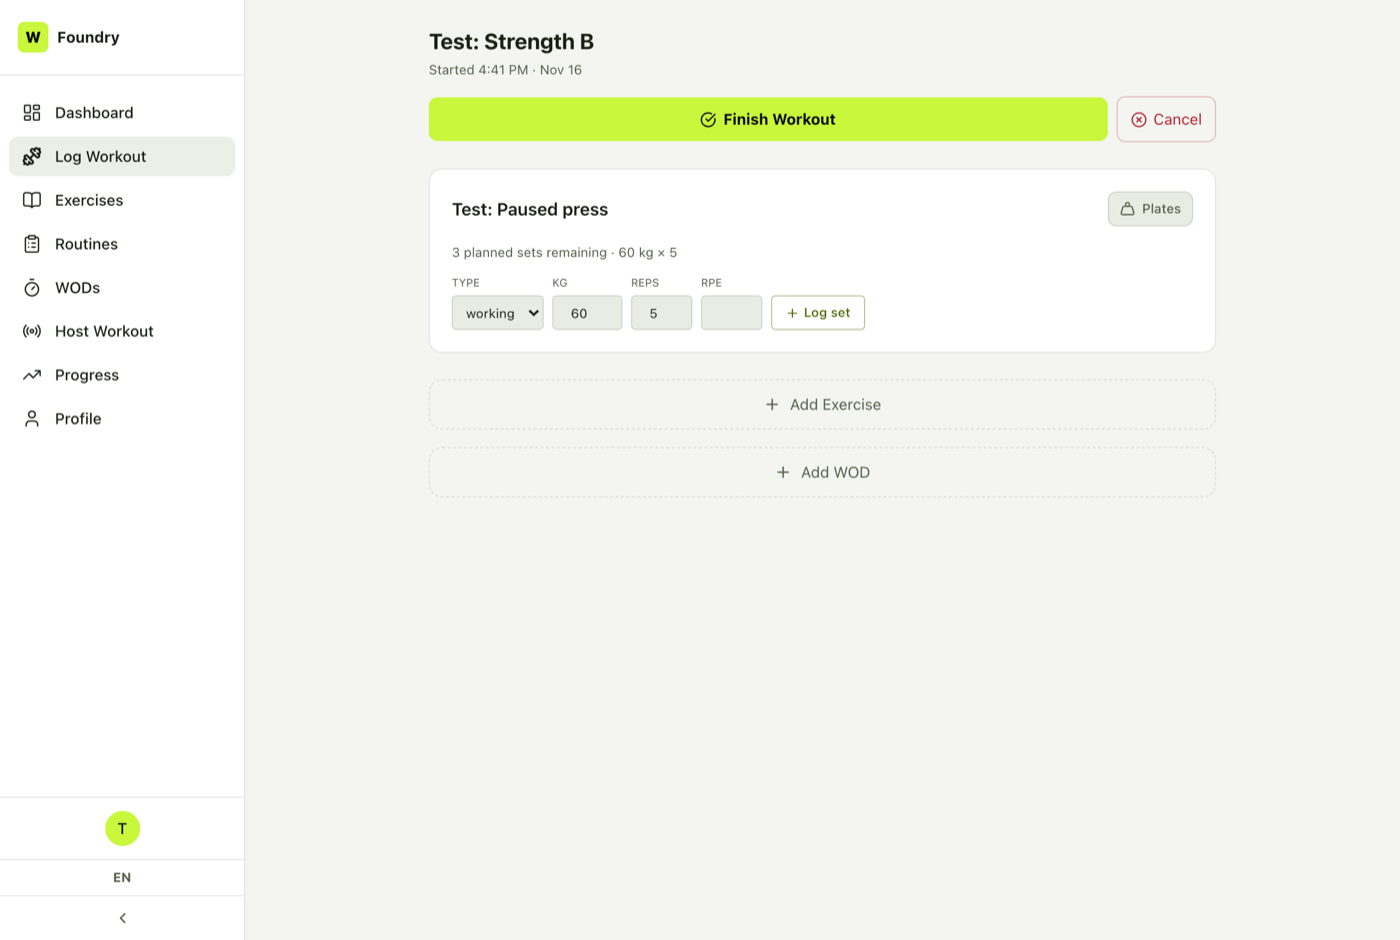 W Foundry
Dashboard
Log Workout
Exercises
Routines
WODs
Host Workout
Progress
Profile
T
EN
Test: Strength B
Started 4:41 PM · Nov 16
Finish Workout
Cancel
Test: Paused press
Plates
3 planned sets remaining · 60 kg × 5
TYPE KG REPS RPE
working 60 5 + Log set
+ Add Exercise
+ Add WOD